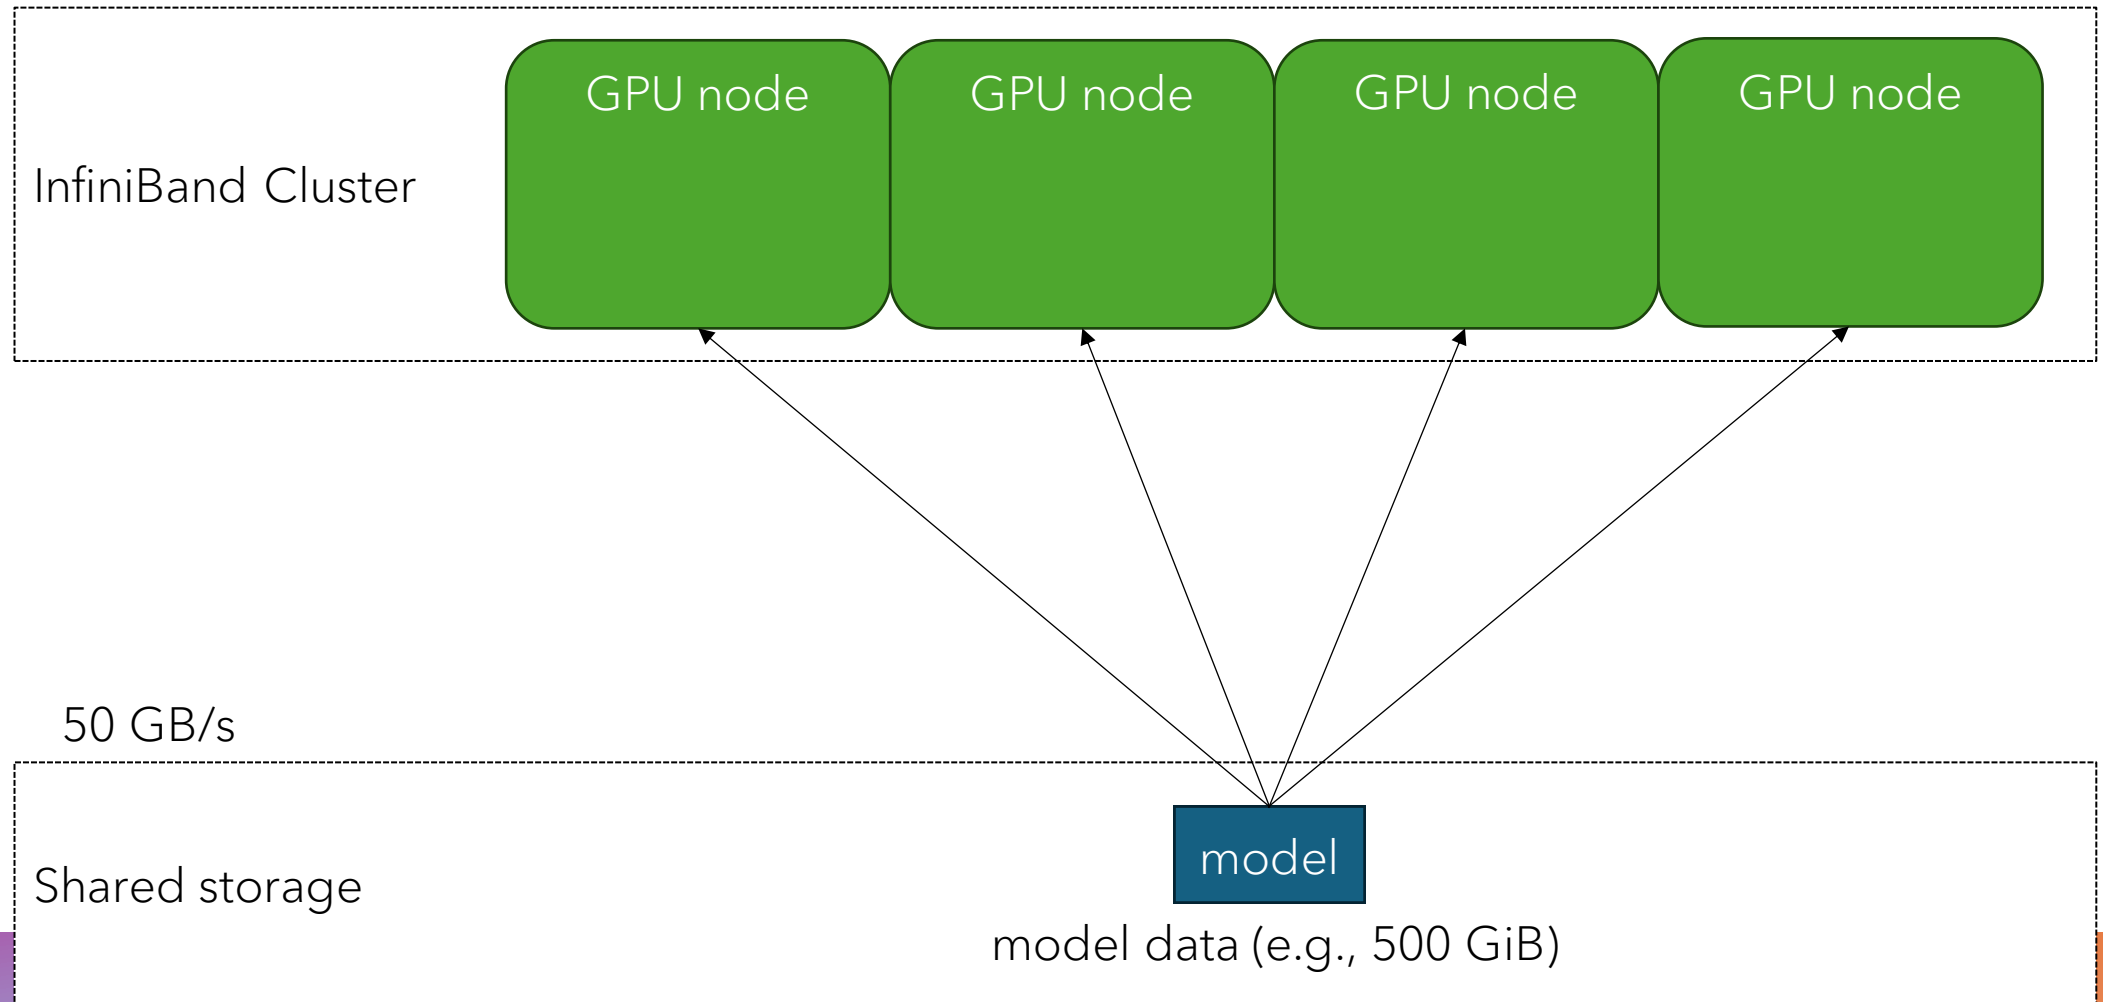 GPU node
GPU node
GPU node
GPU node
InfiniBand Cluster
50 GB/s
model
Shared storage
model data (e.g., 500 GiB)